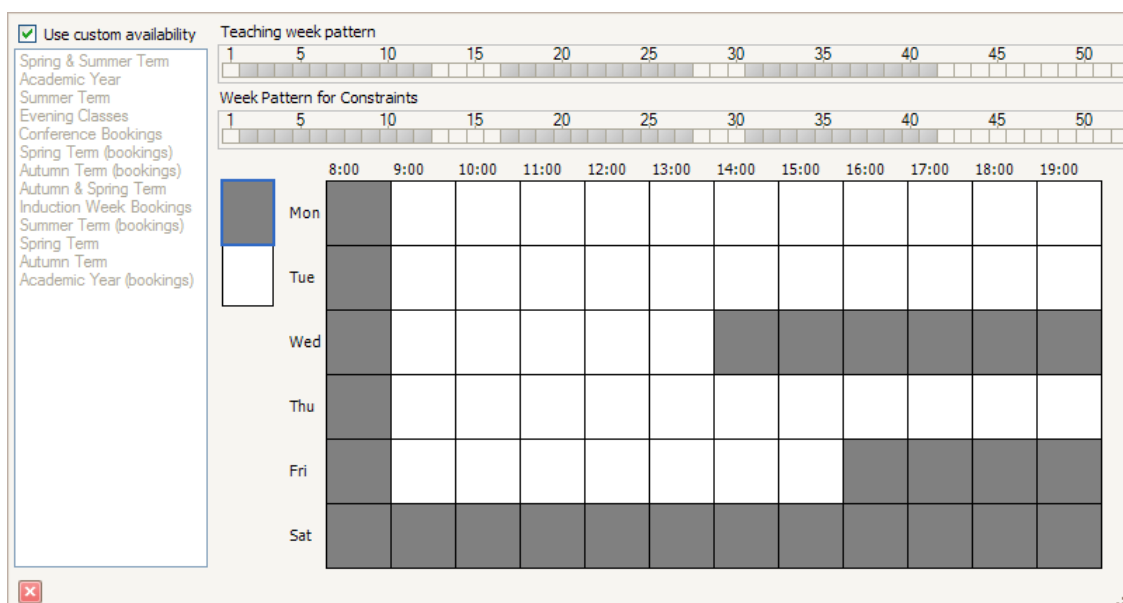 Use custom availability
Spring & Summer Term
Academic Year
Summer Term
Evening Classes
Conference Bookings
Spring Term (bookings)
Autumn Term (bookings)
Autumn & Spring Term
Induction Week Bookings
Summer Term (bookings)
Spring Term
Autumn Term
Academic Year (bookings)
Teaching week pattern
1 5 10 15 20 25 30 35 40 45 50
Week Pattern for Constraints
1 5 10 15 20 25 30 35 40 45 50
8:00 9:00 10:00 11:00 12:00 13:00 14:00 15:00 16:00 17:00 18:00 19:00
Mon
Tue
Wed
Thu
Fri
Sat